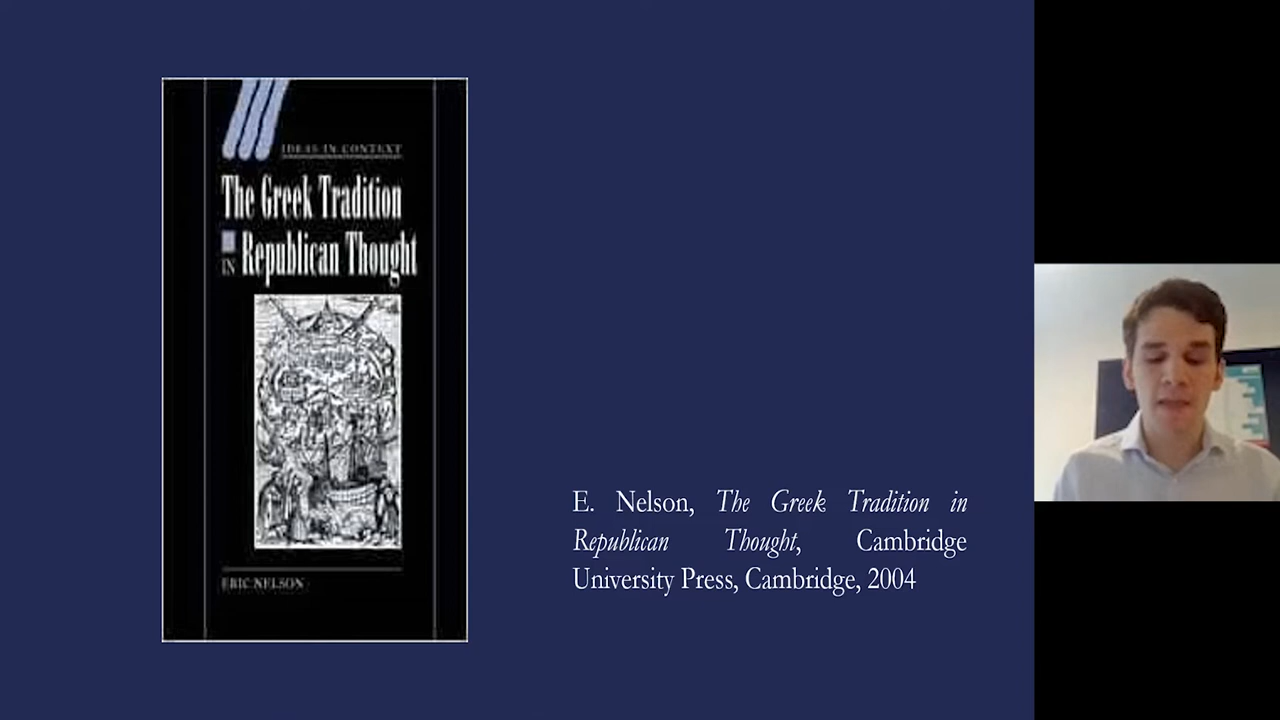 IDEAS IN CONTEXT
The Greek Tradition
IN Republican Thought
ERIC NELSON
E. Nelson, The Greek Tradition in
Republican Thought, Cambridge
University Press, Cambridge, 2004